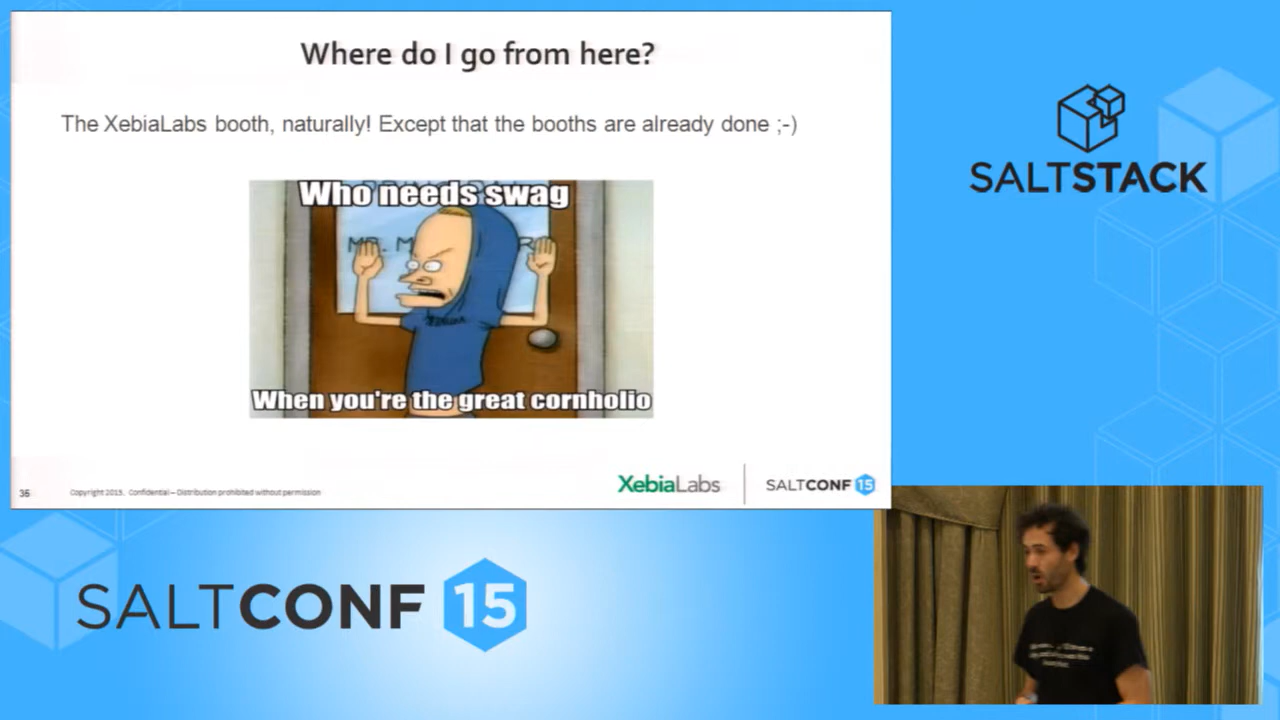 Where do I go from here?
The XebiaLabs booth, naturally! Except that the booths are already done ;-)
Who needs swag
When you're the great cornholio
36
Copyright 2015. Confidential – Distribution prohibited without permission
XebiaLabs
SALTCONF 15
SALTSTACK
SALTCONF 15